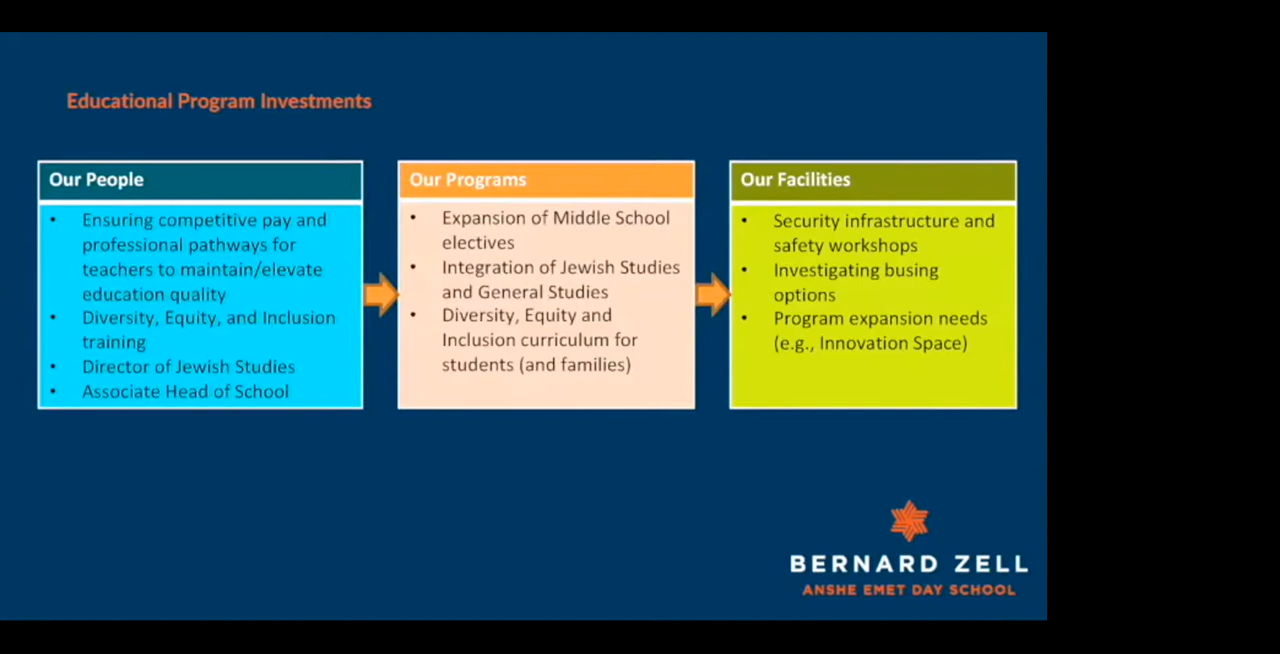 Educational Program Investments
Our People
• Ensuring competitive pay and
professional pathways for
teachers to maintain/elevate
education quality
• Diversity, Equity, and Inclusion
training
• Director of Jewish Studies
• Associate Head of School
Our Programs
• Expansion of Middle School
electives
• Integration of Jewish Studies
and General Studies
• Diversity, Equity and
Inclusion curriculum for
students (and families)
Our Facilities
• Security infrastructure and
safety workshops
• Investigating busing
options
• Program expansion needs
(e.g., Innovation Space)
BERNARD ZELL
ANSHE EMET DAY SCHOOL